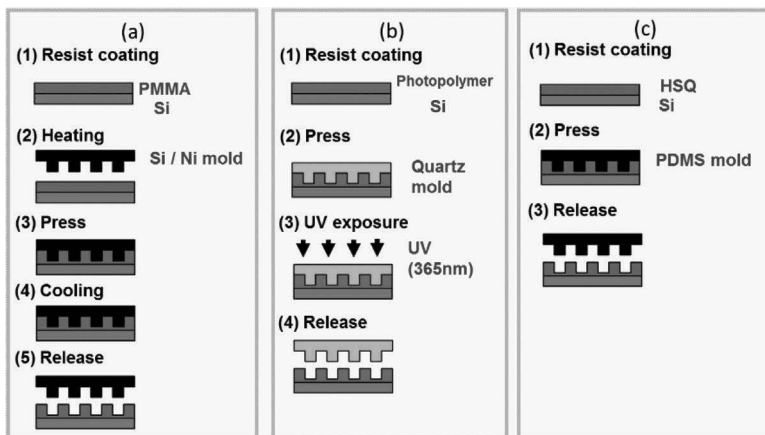 (a)
(1) Resist coating
PMMA
Si
(2) Heating
Si / Ni mold
(3) Press
(4) Cooling
(5) Release
(b)
(1) Resist coating
Photopolymer
Si
(2) Press
Quartz
mold
(3) UV exposure
UV
(365nm)
(4) Release
(c)
(1) Resist coating
HSQ
Si
(2) Press
PDMS mold
(3) Release